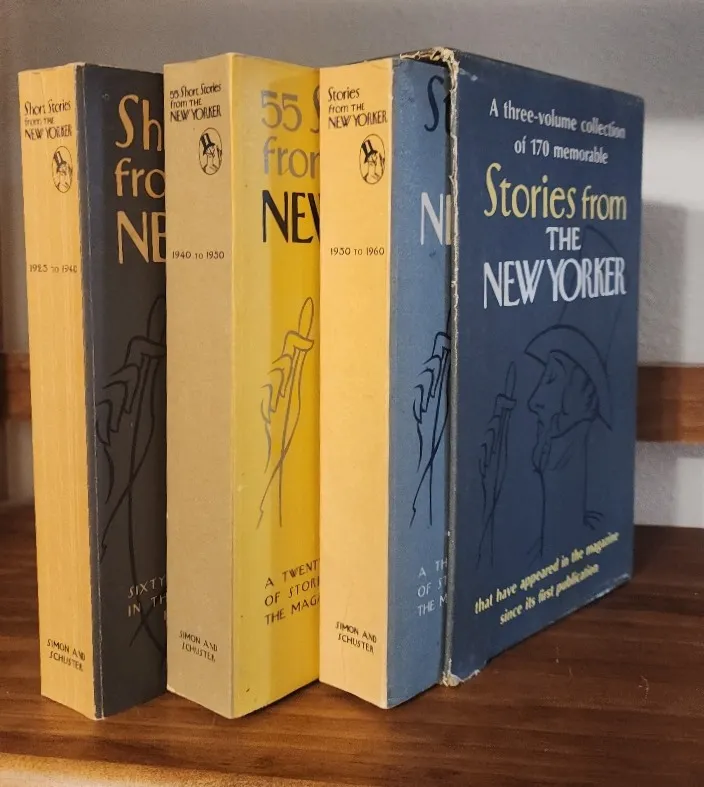 Short Stories
from THE
NEW YORKER
1925 TO 1940
SIMON AND
SCHUSTER
Sh
fro
NE
SIXTY
IN TH
55 Short Stories
from THE
NEW YORKER
1940 TO 1950
SIMON AND
SCHUSTER
55 S
from
NEW
A TWENT
OF STORI
THE MAGA
Stories
from THE
NEW YORKER
1950 TO 1960
SIMON AND
SCHUSTER
St
NE
A TH
OF ST
THE M
A three-volume collection
of 170 memorable
Stories from
THE
NEW YORKER
that have appeared in the magazine
since its first publication